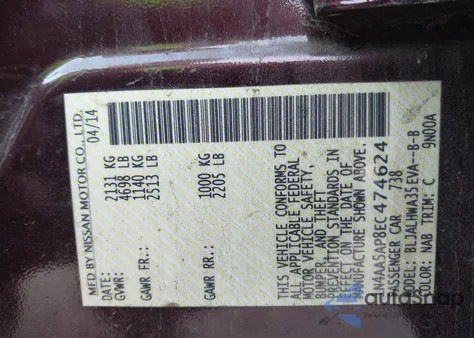 MFD BY NISSAN MOTOR CO., LTD.
04/14
GVWR: 2131 KG
4698 LB
GAWR FR.: 1140 KG
2513 LB
GAWR RR.: 1000 KG
2205 LB
THIS VEHICLE CONFORMS TO
ALL APPLICABLE FEDERAL
MOTOR VEHICLE SAFETY,
BUMPER, AND THEFT
PREVENTION STANDARDS IN
EFFECT ON THE DATE OF
MANUFACTURE SHOWN ABOVE.
1N4AA5AP8EC474624
PASSENGER CAR 738
MODEL: BLJALHWA35EVA--B-B
COLOR: NAB TRIM: C 9N00A
autosnap